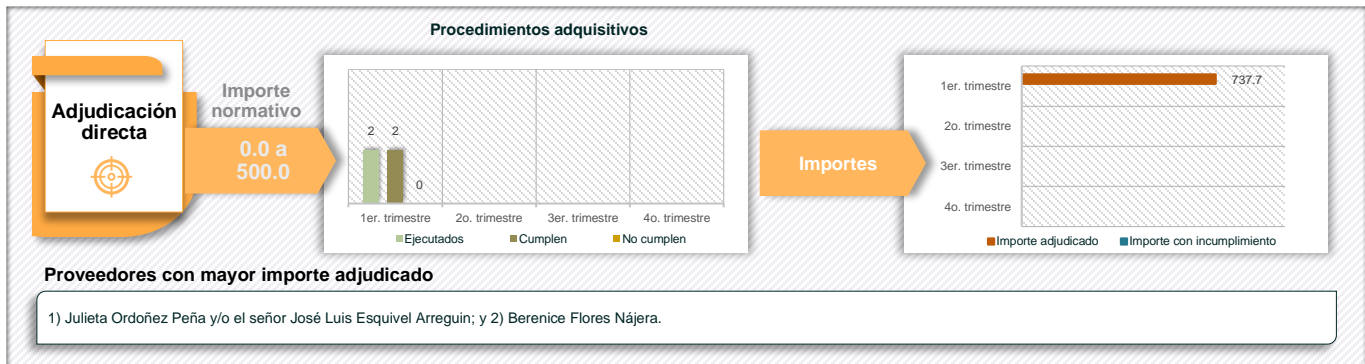 Procedimientos adquisitivos
Adjudicación
directa
Importe
normativo
0.0 a
500.0
2 2
0
1er. trimestre 2o. trimestre 3er. trimestre 4o. trimestre
Ejecutados Cumplen No cumplen
Importes
1er. trimestre 737.7
2o. trimestre
3er. trimestre
4o. trimestre
Importe adjudicado Importe con incumplimiento
Proveedores con mayor importe adjudicado
1) Julieta Ordoñez Peña y/o el señor José Luis Esquivel Arreguin; y 2) Berenice Flores Nájera.